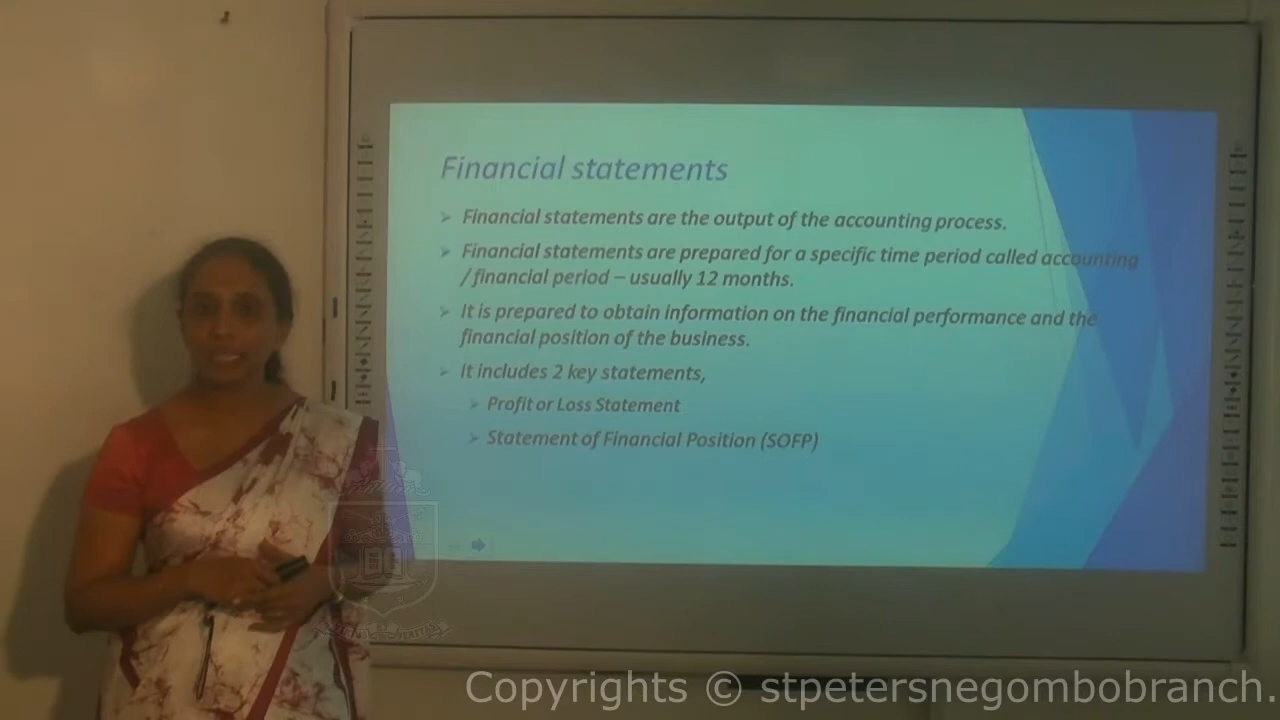 Financial statements
Financial statements are the output of the accounting process.
Financial statements are prepared for a specific time period called accounting
/ financial period – usually 12 months.
It is prepared to obtain information on the financial performance and the
financial position of the business.
It includes 2 key statements,
Profit or Loss Statement
Statement of Financial Position (SOFP)
Copyrights © stpetersnegombobranch.